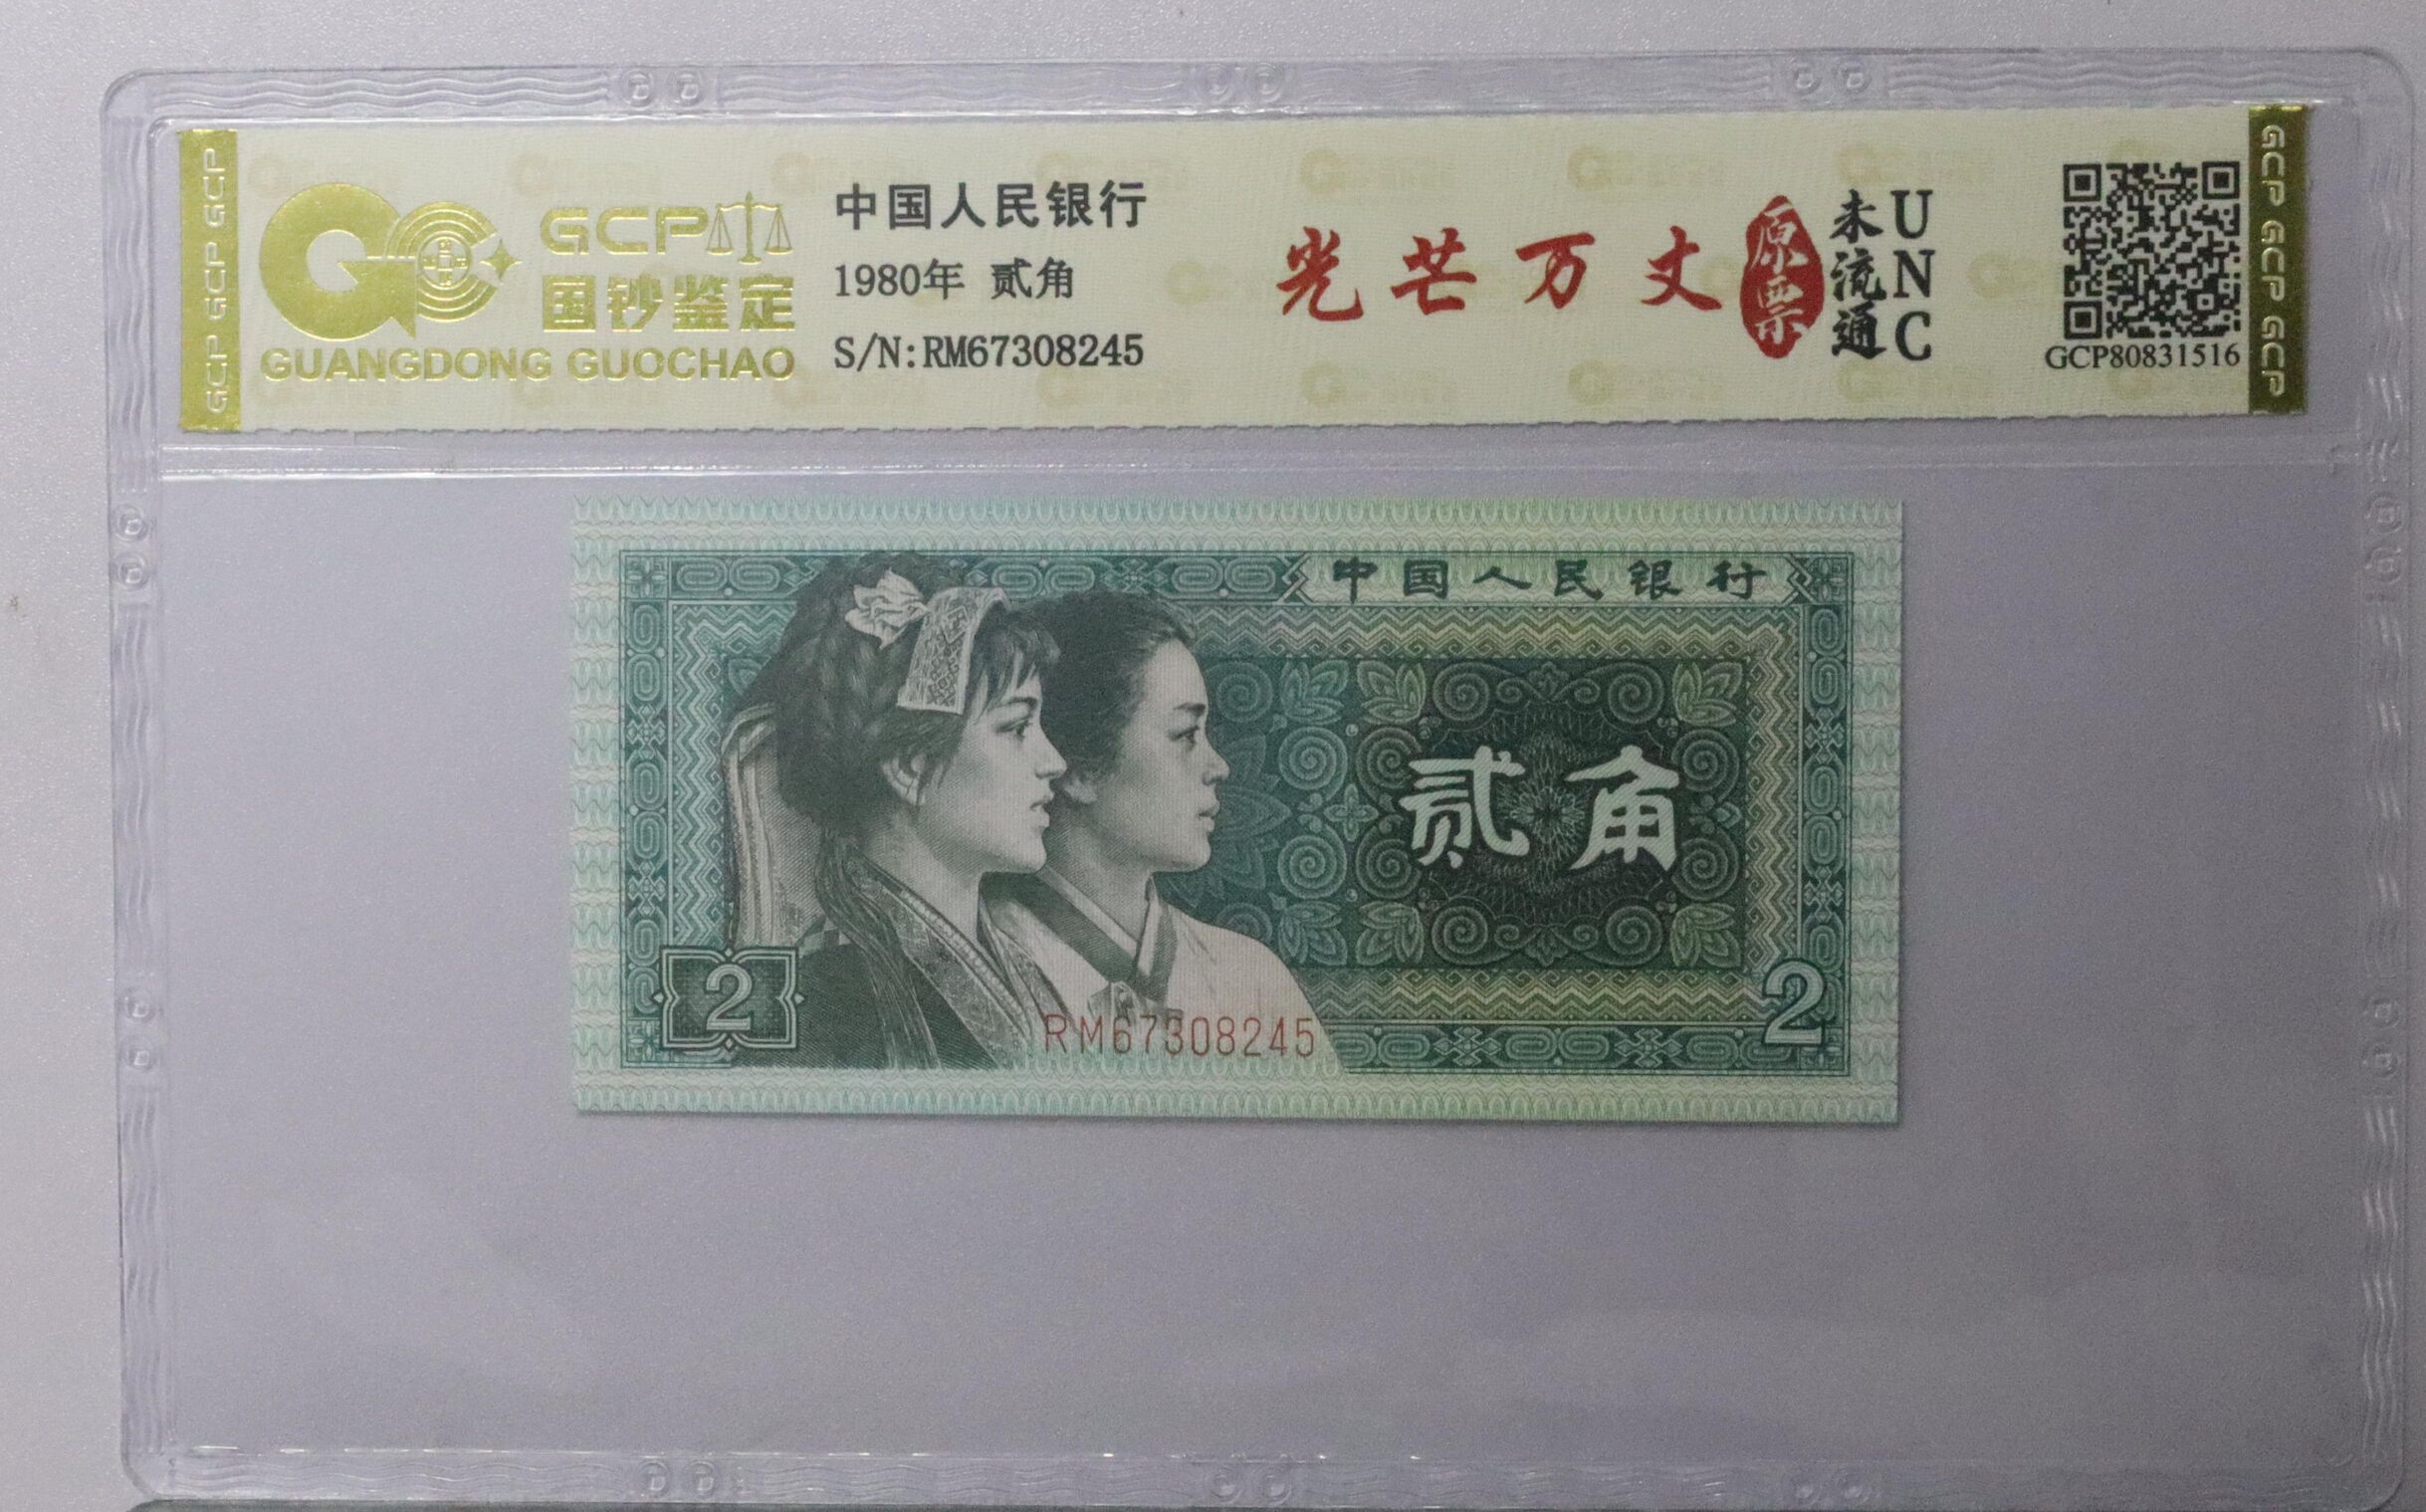 GCP GCP GCP
GCP
国钞鉴定
GUANGDONG GUOCHAO
中国人民银行
1980年 贰角
S/N:RM67308245
光芒万丈
原票
未流通
UNC
GCP80831516
GCP GCP GCP
中国人民银行
贰角
2
2
RM67308245